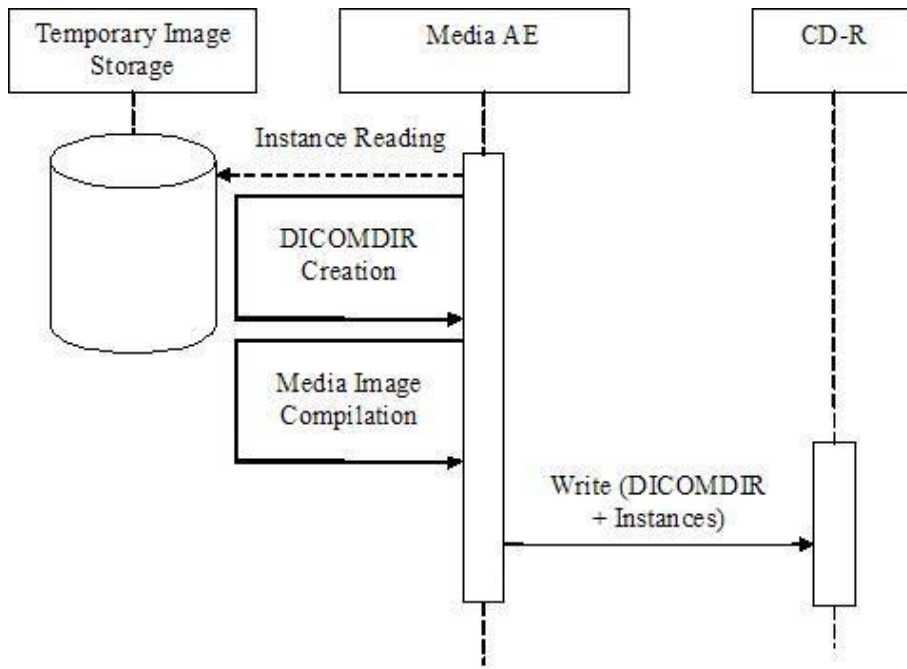 Temporary Image
Storage
Media AE
CD-R
Instance Reading
DICOMDIR
Creation
Media Image
Compilation
Write (DICOMDIR
+ Instances)